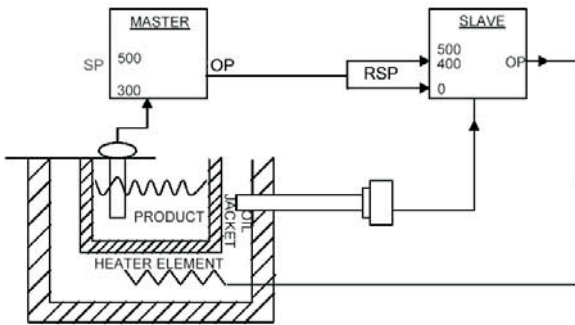 MASTER
SP
500
300
OP
RSP
SLAVE
500
400
0
OP
PRODUCT
OIL
JACKET
HEATER ELEMENT